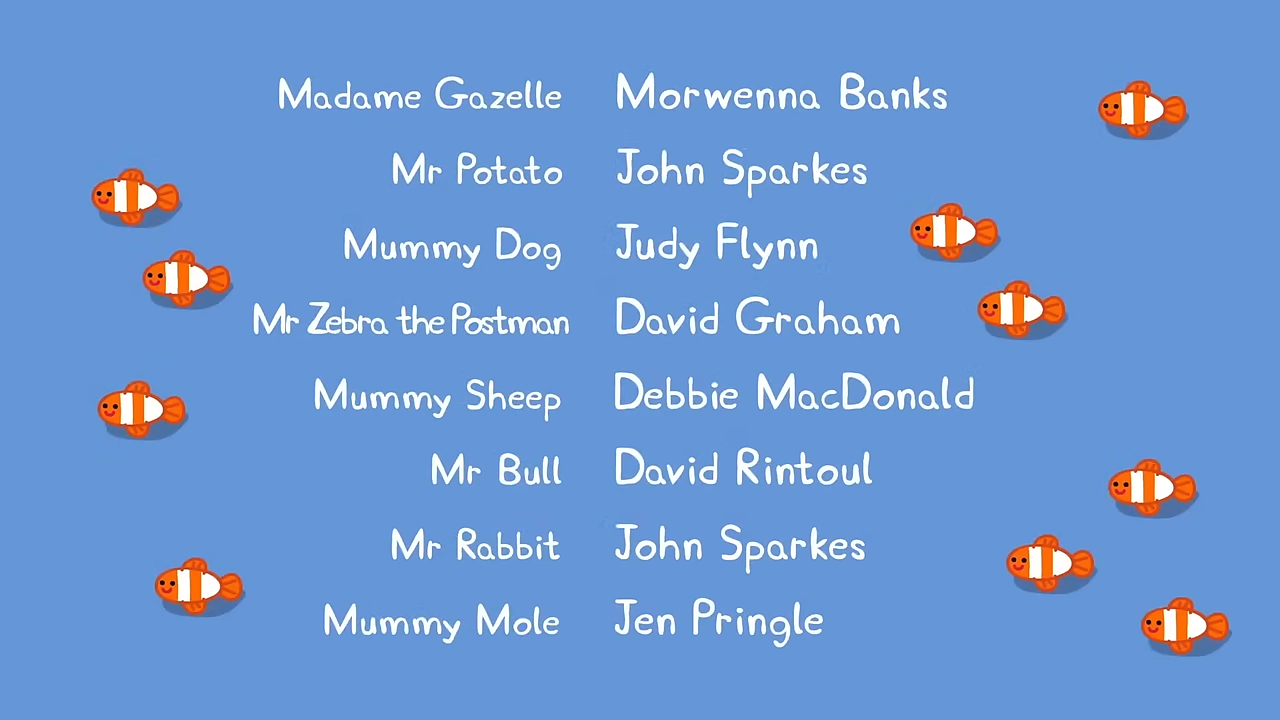 Madame Gazelle Morwenna Banks
Mr Potato John Sparkes
Mummy Dog Judy Flynn
Mr Zebra the Postman David Graham
Mummy Sheep Debbie MacDonald
Mr Bull David Rintoul
Mr Rabbit John Sparkes
Mummy Mole Jen Pringle